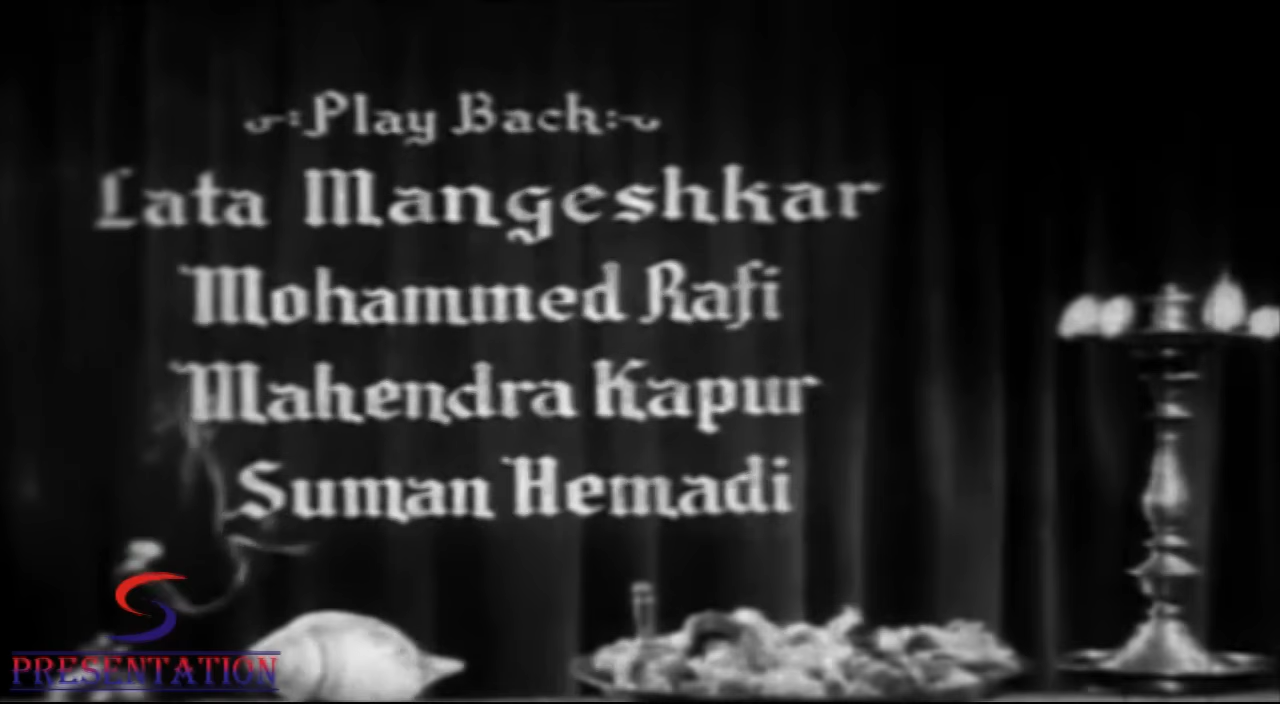 Play Back:
Lata Mangeshkar
Mohammed Rafi
Mahendra Kapur
Suman Hemadi
PRESENTATION